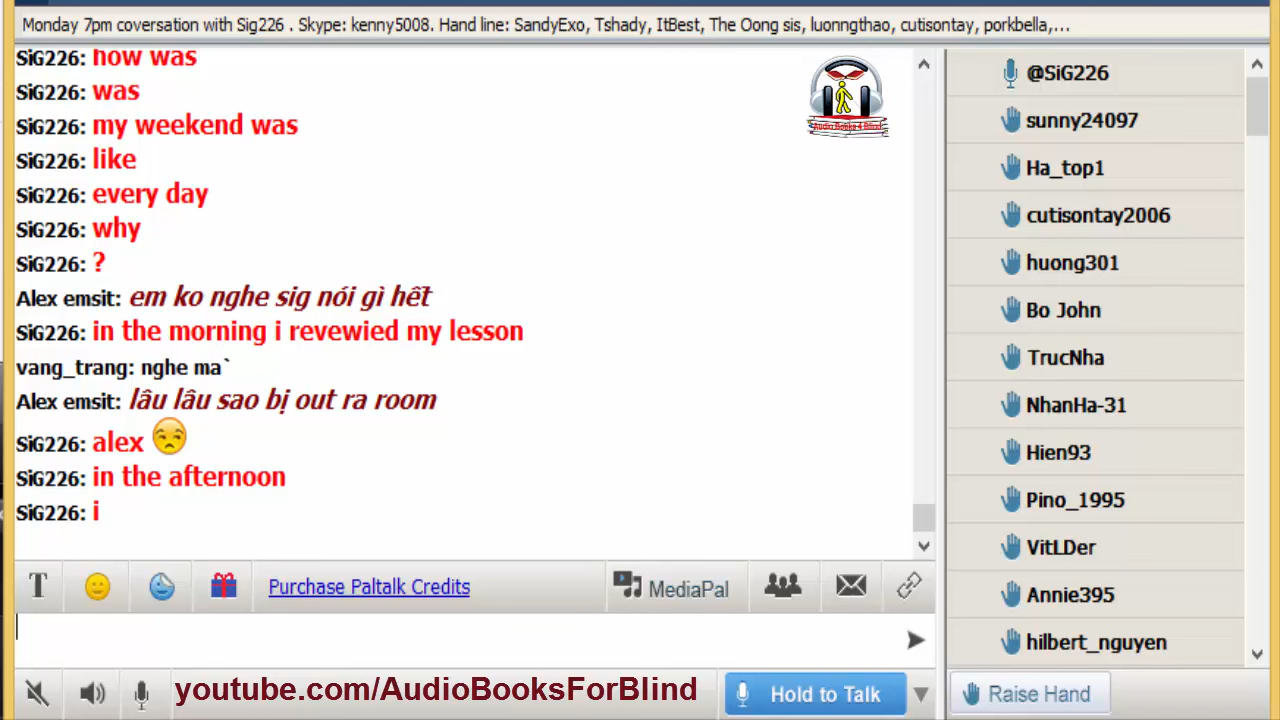 Monday 7pm coversation with Sig226 . Skype: kenny5008. Hand line: SandyExo, Tshady, ItBest, The Oong sis, luonngthao, cutisontay, porkbella,...
SiG226: how was
SiG226: was
SiG226: my weekend was
SiG226: like
SiG226: every day
SiG226: why
SiG226: ?
Alex emsit: em ko nghe sig nói gì hết
SiG226: in the morning i revewied my lesson
vang_trang: nghe ma`
Alex emsit: lâu lâu sao bị out ra room
SiG226: alex
SiG226: in the afternoon
SiG226: i
Audio Books 4 Blind
@SiG226
sunny24097
Ha_top1
cutisontay2006
huong301
Bo John
TrucNha
NhanHa-31
Hien93
Pino_1995
VitLDer
Annie395
hilbert_nguyen
T
Purchase Paltalk Credits
MediaPal
youtube.com/AudioBooksForBlind
Hold to Talk
Raise Hand